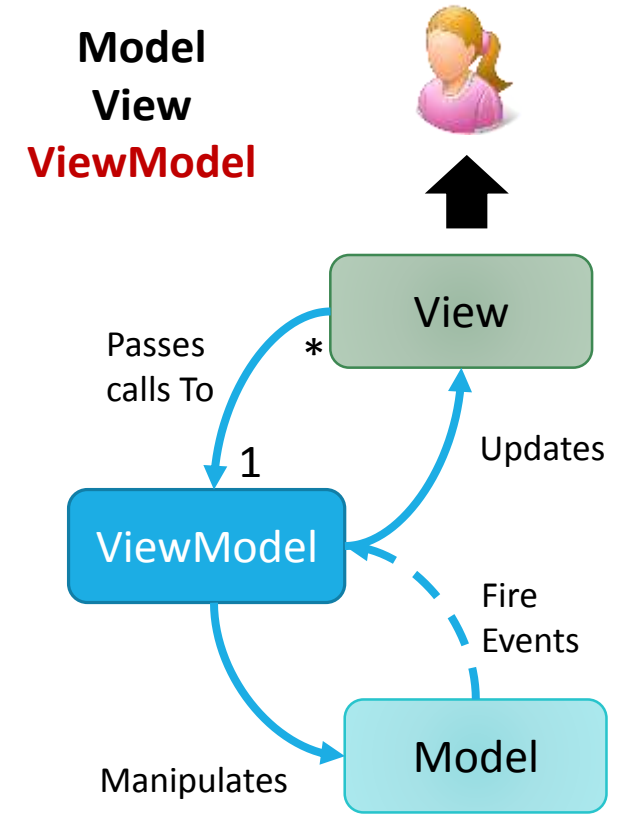 Model
View
ViewModel
View
Passes
calls To
*
1
Updates
ViewModel
Fire
Events
Model
Manipulates